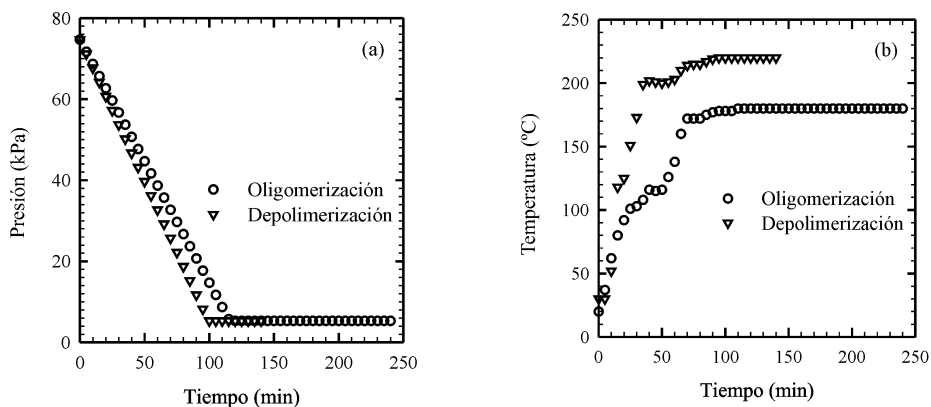 80
60
40
20
0
Presión (kPa)
(a)
Oligomerización
Depolimerización
0 50 100 150 200 250
Tiempo (min)
250
200
150
100
50
0
Temperatura (ºC)
(b)
Oligomerización
Depolimerización
0 50 100 150 200 250
Tiempo (min)